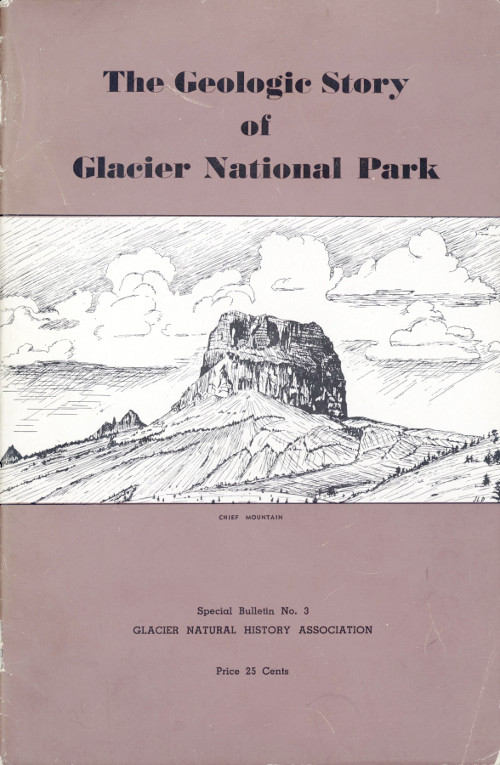 The Geologic Story
of
Glacier National Park
CHIEF MOUNTAIN
Special Bulletin No. 3
GLACIER NATURAL HISTORY ASSOCIATION
Price 25 Cents